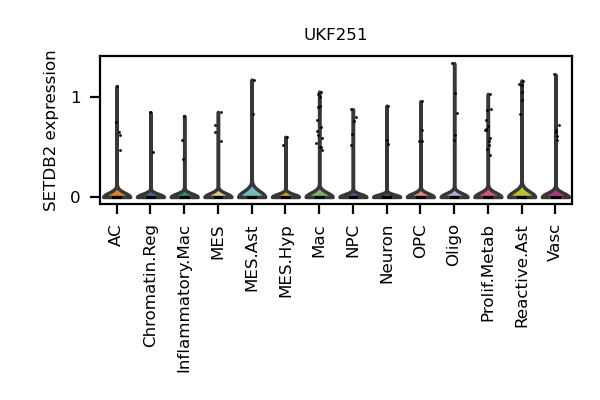 UKF251
SETDB2 expression
1
0
AC
Chromatin.Reg
Inflammatory.Mac
MES
MES.Ast
MES.Hyp
Mac
NPC
Neuron
OPC
Oligo
Prolif.Metab
Reactive.Ast
Vasc